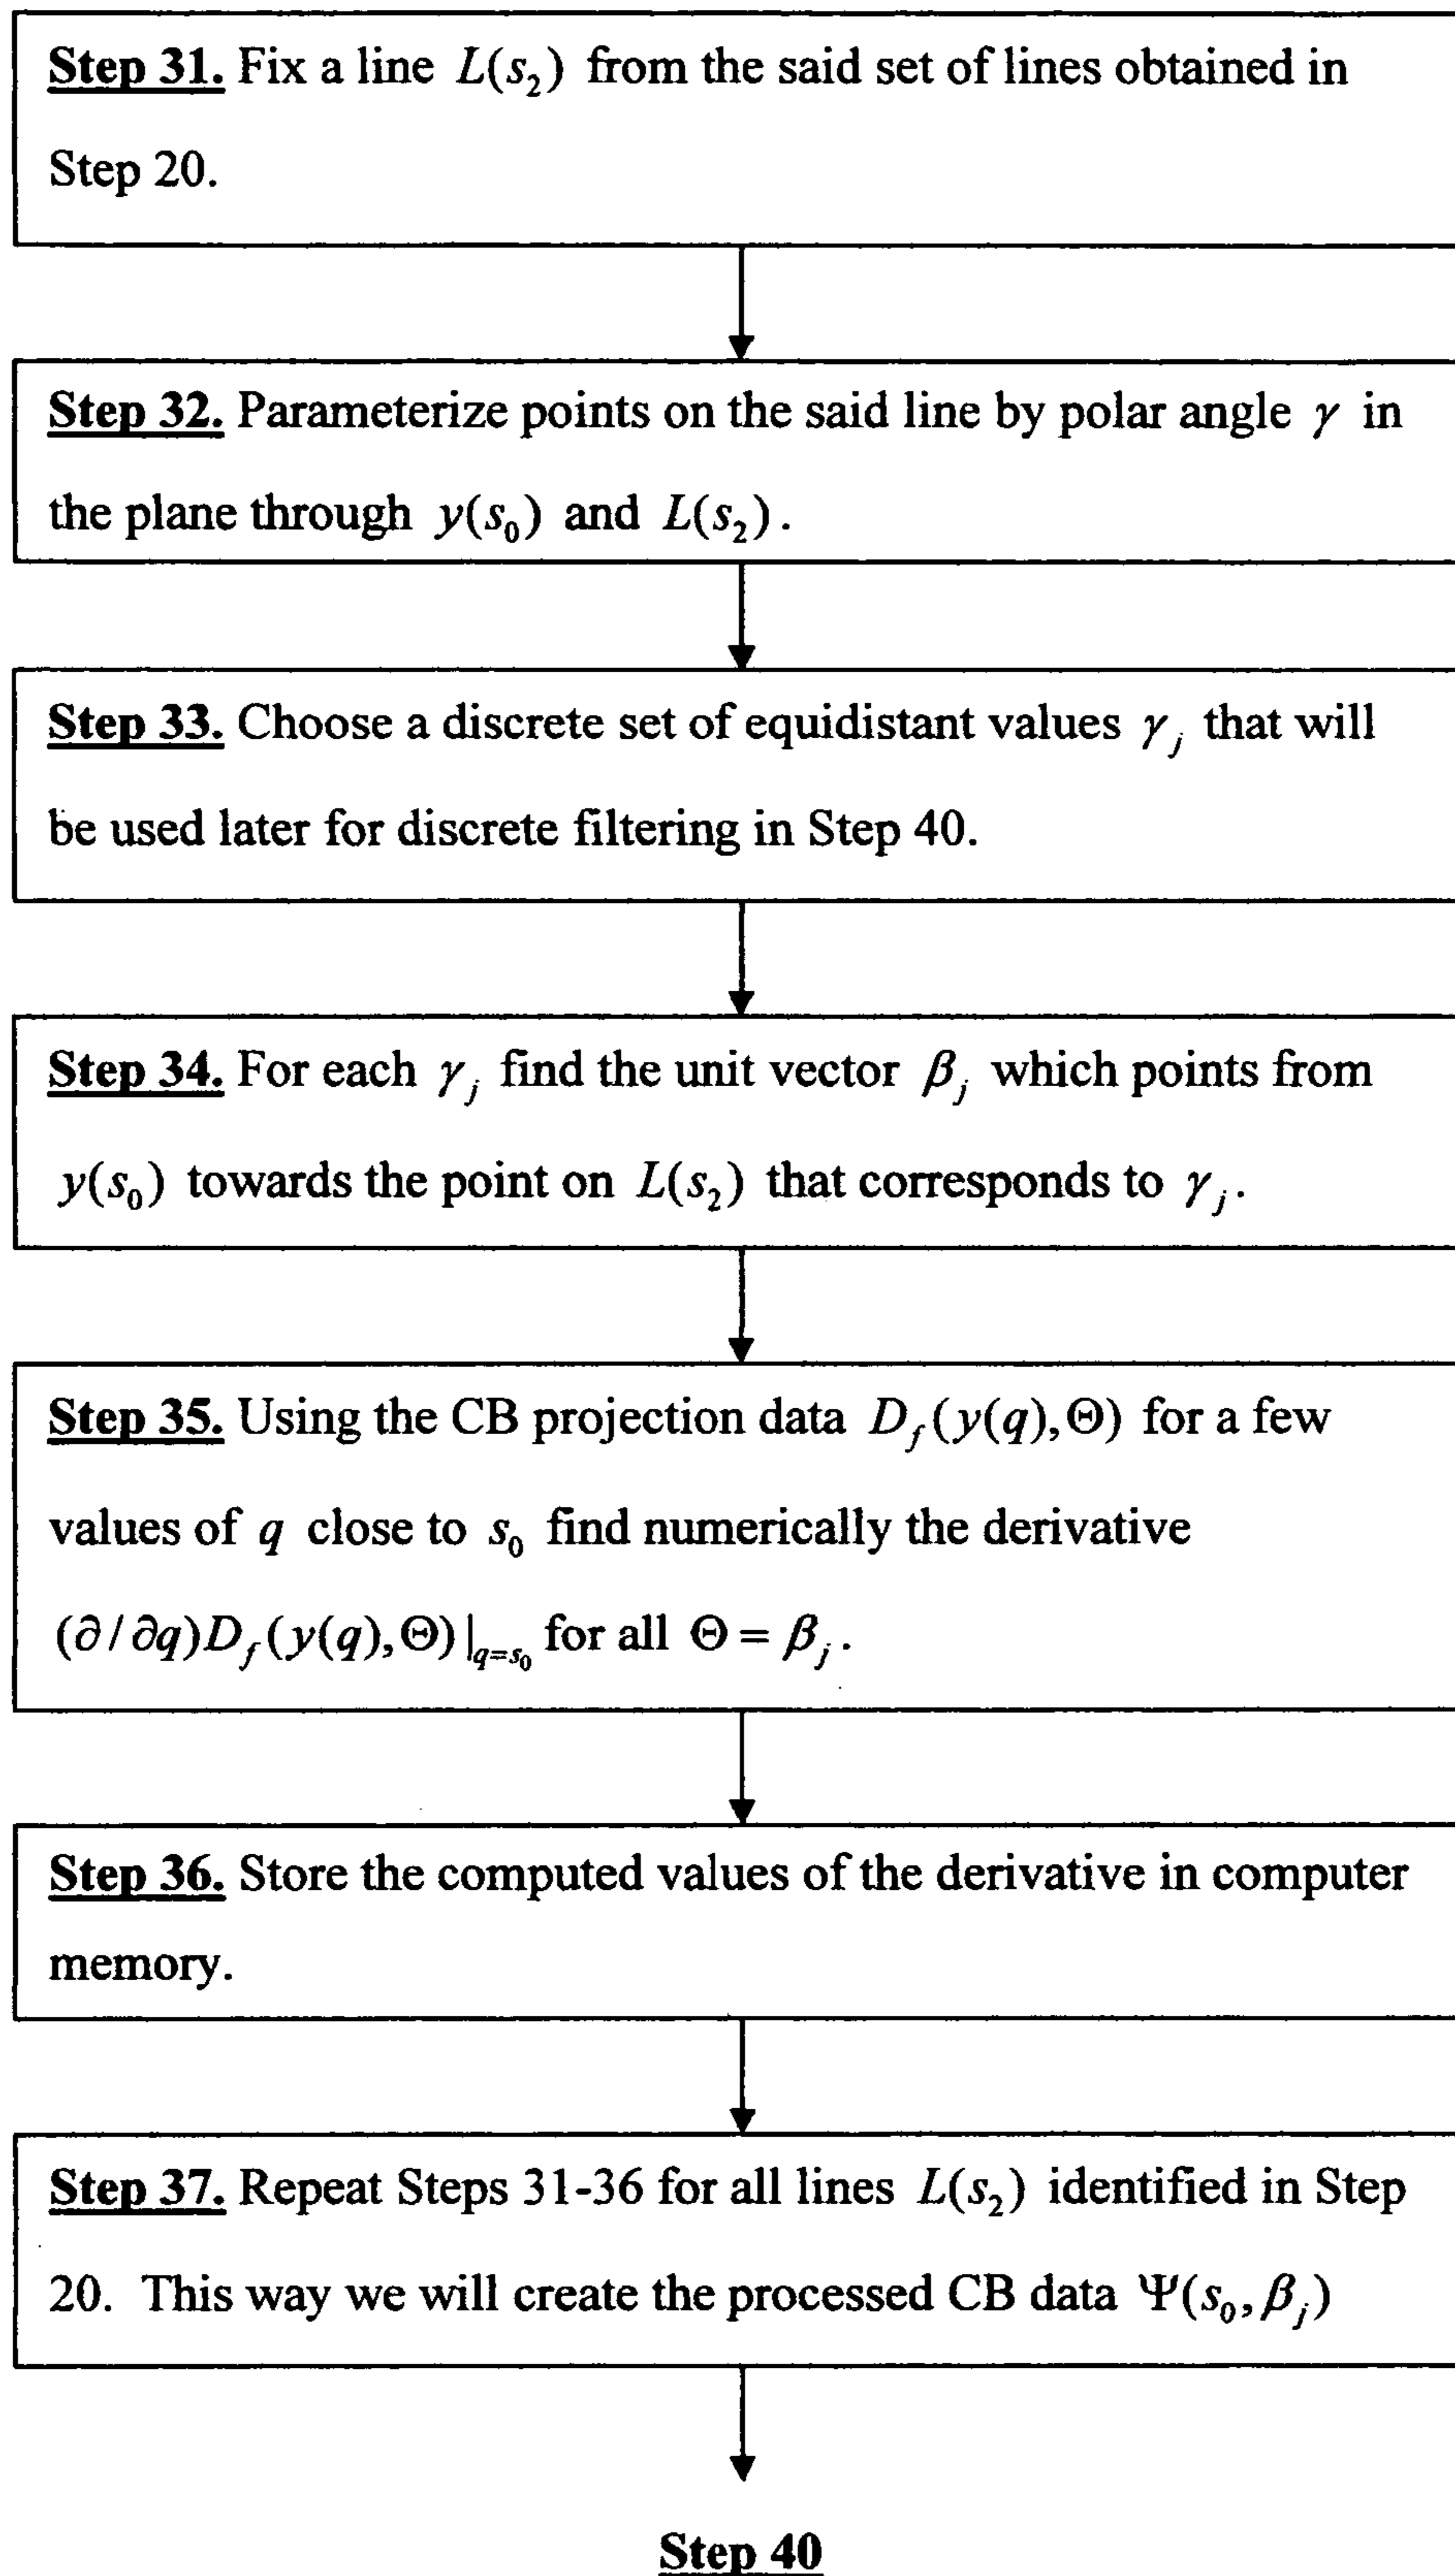 Step 31. Fix a line L(s₂) from the said set of lines obtained in
Step 20.
Step 32. Parameterize points on the said line by polar angle γ in
the plane through y(s₀) and L(s₂).
Step 33. Choose a discrete set of equidistant values γⱼ that will
be used later for discrete filtering in Step 40.
Step 34. For each γⱼ find the unit vector βⱼ which points from
y(s₀) towards the point on L(s₂) that corresponds to γⱼ.
Step 35. Using the CB projection data D_f(y(q),Θ) for a few
values of q close to s₀ find numerically the derivative
(∂/∂q)D_f(y(q),Θ)|_{q=s₀} for all Θ = βⱼ.
Step 36. Store the computed values of the derivative in computer
memory.
Step 37. Repeat Steps 31-36 for all lines L(s₂) identified in Step
20. This way we will create the processed CB data Ψ(s₀,βⱼ)
Step 40